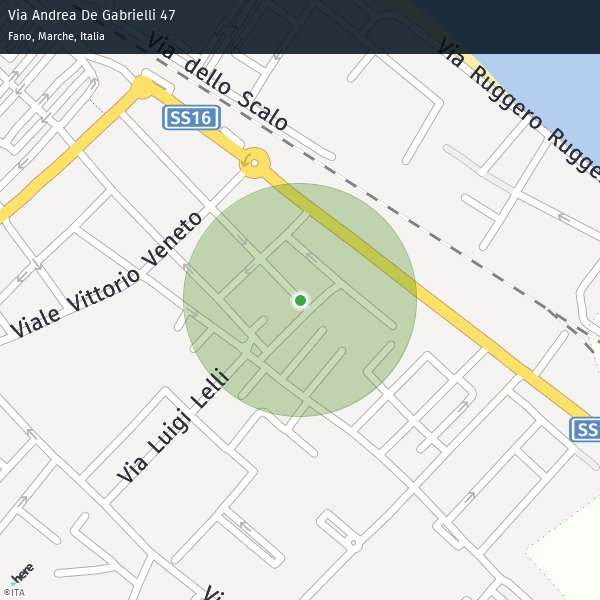 Via Andrea De Gabrielli 47
Fano, Marche, Italia
Via dello Scalo
Via Ruggero Rugge
SS16
Viale Vittorio Veneto
Via Luigi Lelli
SS
Vi
here
©ITA